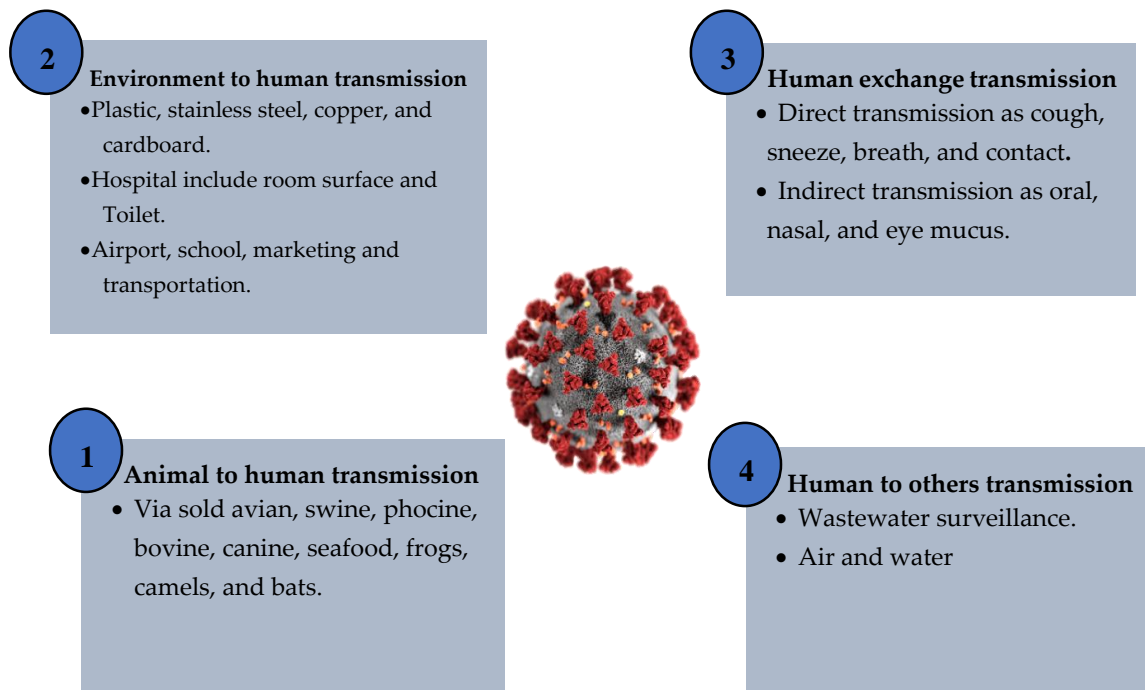 2
Environment to human transmission
•Plastic, stainless steel, copper, and
cardboard.
•Hospital include room surface and
Toilet.
•Airport, school, marketing and
transportation.
3
Human exchange transmission
• Direct transmission as cough,
sneeze, breath, and contact.
• Indirect transmission as oral,
nasal, and eye mucus.
1
Animal to human transmission
• Via sold avian, swine, phocine,
bovine, canine, seafood, frogs,
camels, and bats.
4
Human to others transmission
• Wastewater surveillance.
• Air and water